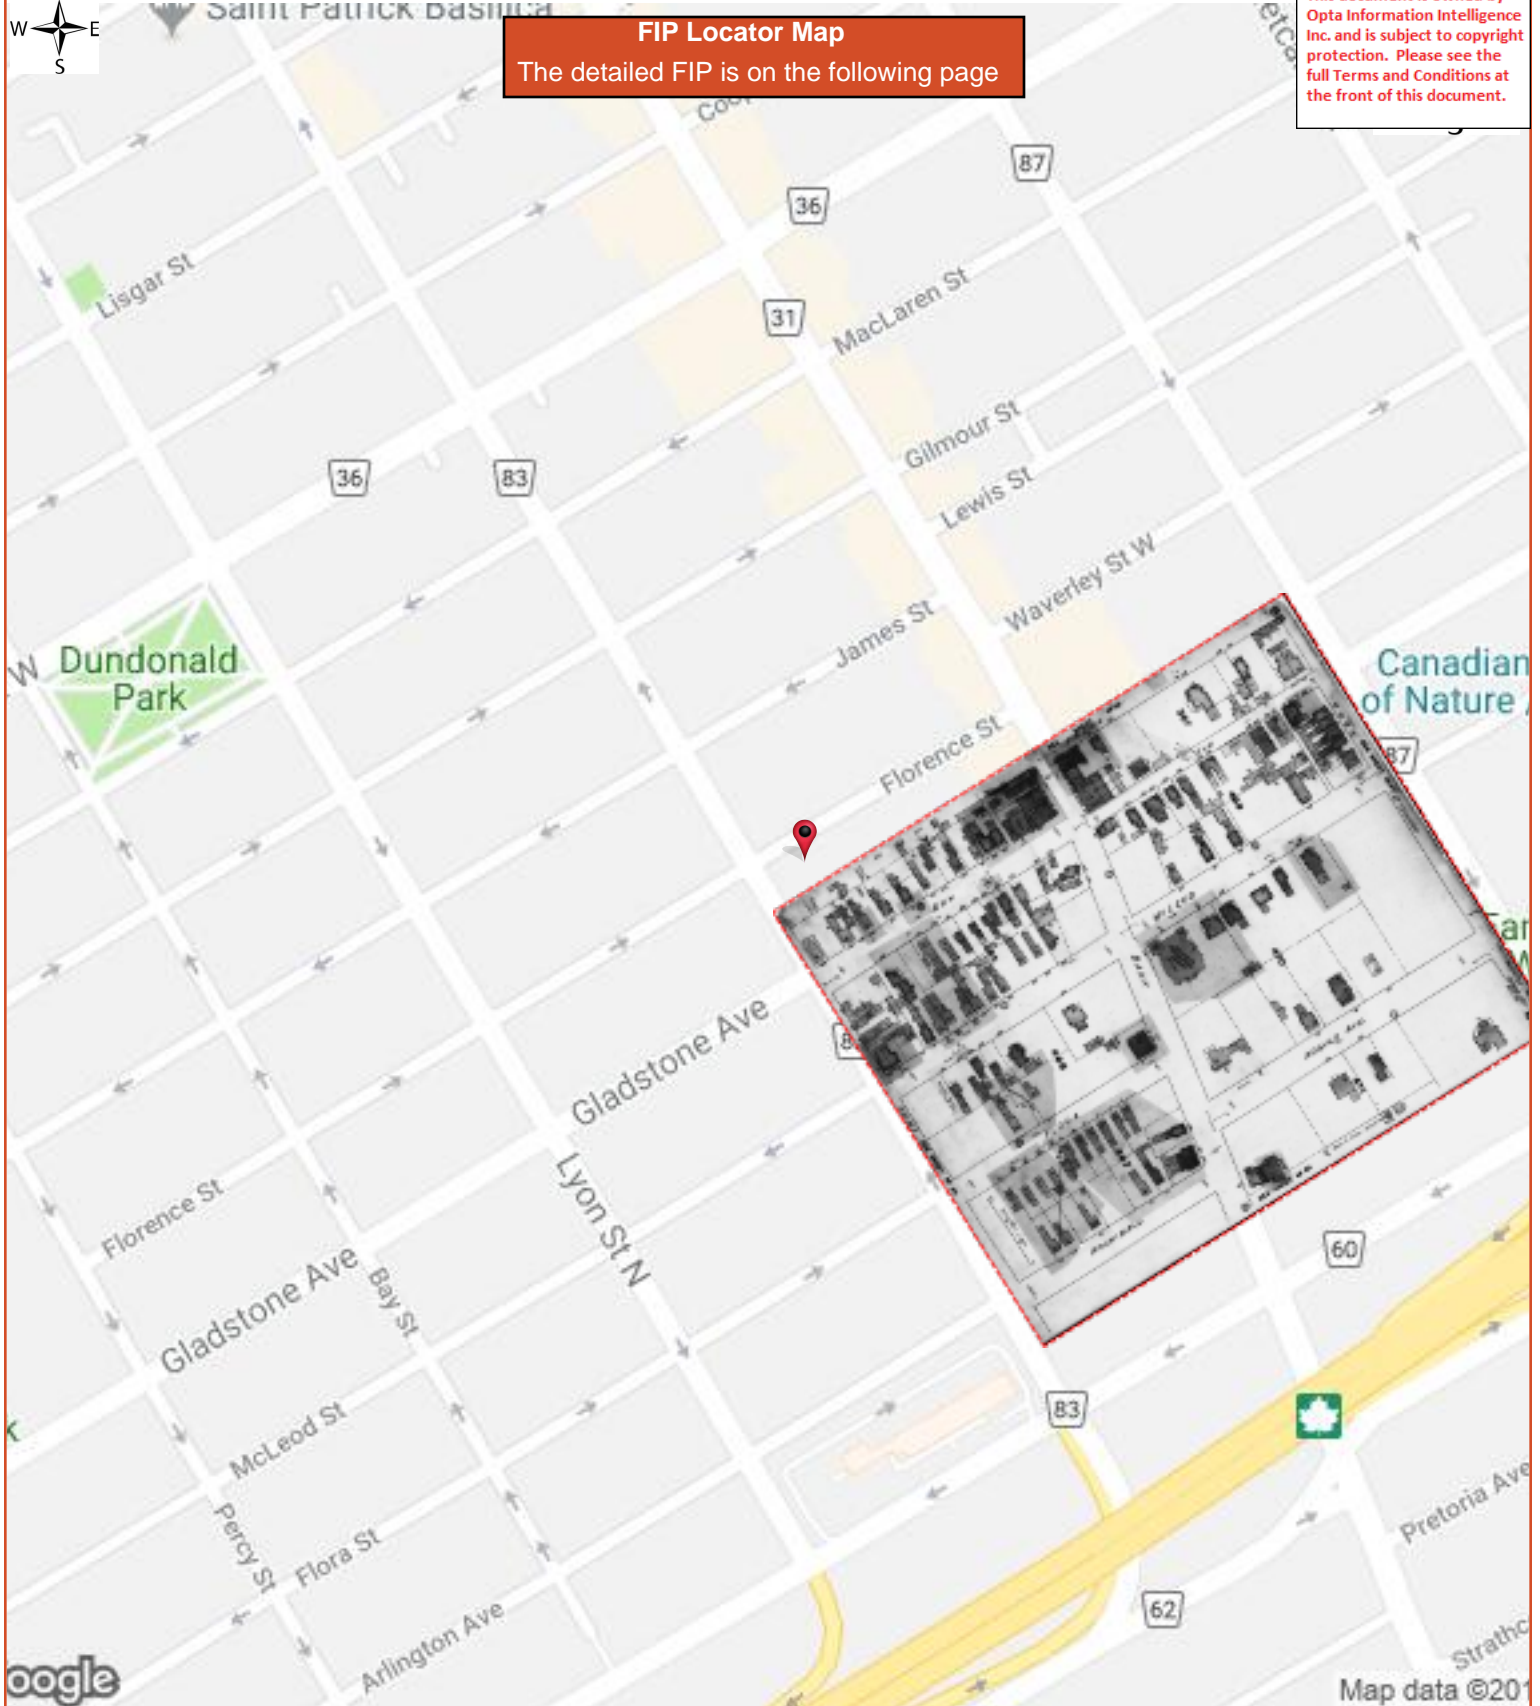 Saint Patrick Basilica
W
E
S
FIP Locator Map
The detailed FIP is on the following page
Opta Information Intelligence
Inc. and is subject to copyright
protection. Please see the
full Terms and Conditions at
the front of this document.
87
36
Lisgar St
31
MacLaren St
Gilmour St
36
83
Lewis St
Waverley St W
James St
W
Dundonald
Park
Canadian
of Nature
Florence St
87
McLEOD
BANK
Gladstone Ave
Florence St
Lyon St N
Gladstone Ave
Bay St
60
McLeod St
83
Percy St
Flora St
Pretoria Ave
62
Arlington Ave
Strathc
oogle
Map data ©201